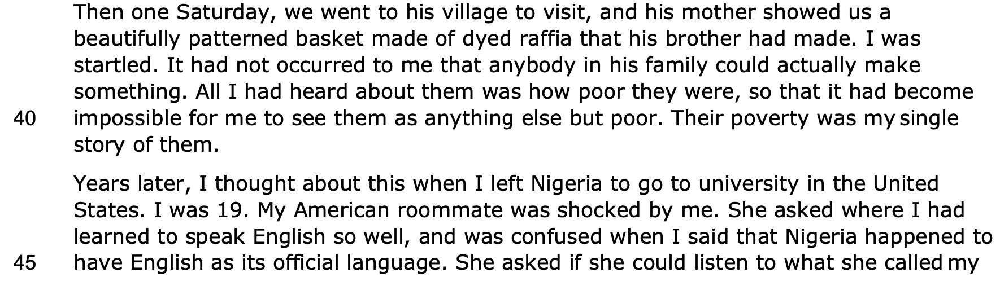 Then one Saturday, we went to his village to visit, and his mother showed us a
beautifully patterned basket made of dyed raffia that his brother had made. I was
startled. It had not occurred to me that anybody in his family could actually make
something. All I had heard about them was how poor they were, so that it had become
40 impossible for me to see them as anything else but poor. Their poverty was my single
story of them.
Years later, I thought about this when I left Nigeria to go to university in the United
States. I was 19. My American roommate was shocked by me. She asked where I had
learned to speak English so well, and was confused when I said that Nigeria happened to
45 have English as its official language. She asked if she could listen to what she called my